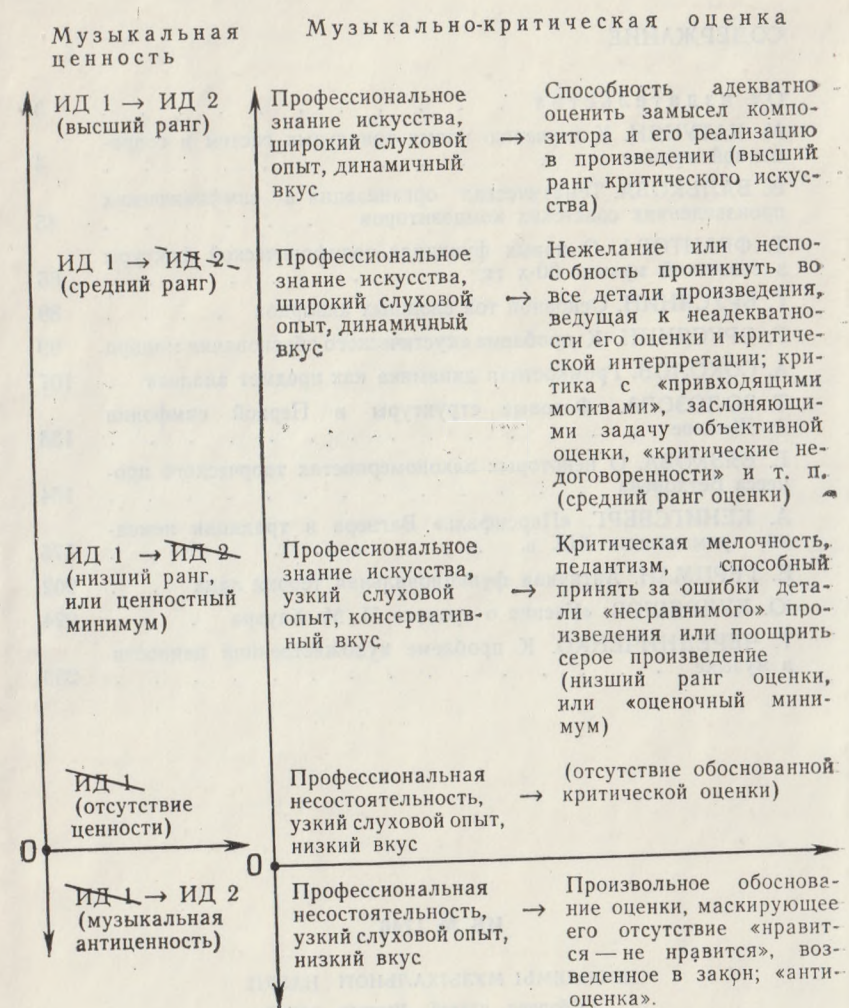 Музыкальная
ценность
Музыкально-критическая оценка
ИД 1 → ИД 2
(высший ранг)
Профессиональное
знание искусства,
широкий слуховой
опыт, динамичный
вкус
→
Способность адекватно
оценить замысел компо-
зитора и его реализацию
в произведении (высший
ранг критического искус-
ства)
ИД 1 → ИД 2
(средний ранг)
Профессиональное
знание искусства,
широкий слуховой
опыт, динамичный
вкус
↔
Нежелание или неспо-
собность проникнуть во
все детали произведения,
ведущая к неадекватно-
сти его оценки и критиче-
ской интерпретации; кри-
тика с «привходящими
мотивами», заслоняющи-
ми задачу объективной
оценки, «критические не-
договоренности» и т. п.
(средний ранг оценки)
ИД 1 → ИД 2
(низший ранг,
или ценностный
минимум)
Профессиональное
знание искусства,
узкий слуховой
опыт, консерватив-
ный вкус
↔
Критическая мелочность,
педантизм, способный
принять за ошибки дета-
ли «несравнимого» про-
изведения или поощрить
серое произведение
(низший ранг оценки,
или «оценочный мини-
мум)
ИД 1
(отсутствие
ценности)
Профессиональная
несостоятельность,
узкий слуховой опыт,
низкий вкус
→
(отсутствие обоснованной
критической оценки)
0
0
ИД 1 → ИД 2
(музыкальная
антиценность)
Профессиональная
несостоятельность,
узкий слуховой опыт,
низкий вкус
→
Произвольное обоснова-
ние оценки, маскирующее
его отсутствие «нравит-
ся — не нравится», воз-
веденное в закон; «анти-
оценка».